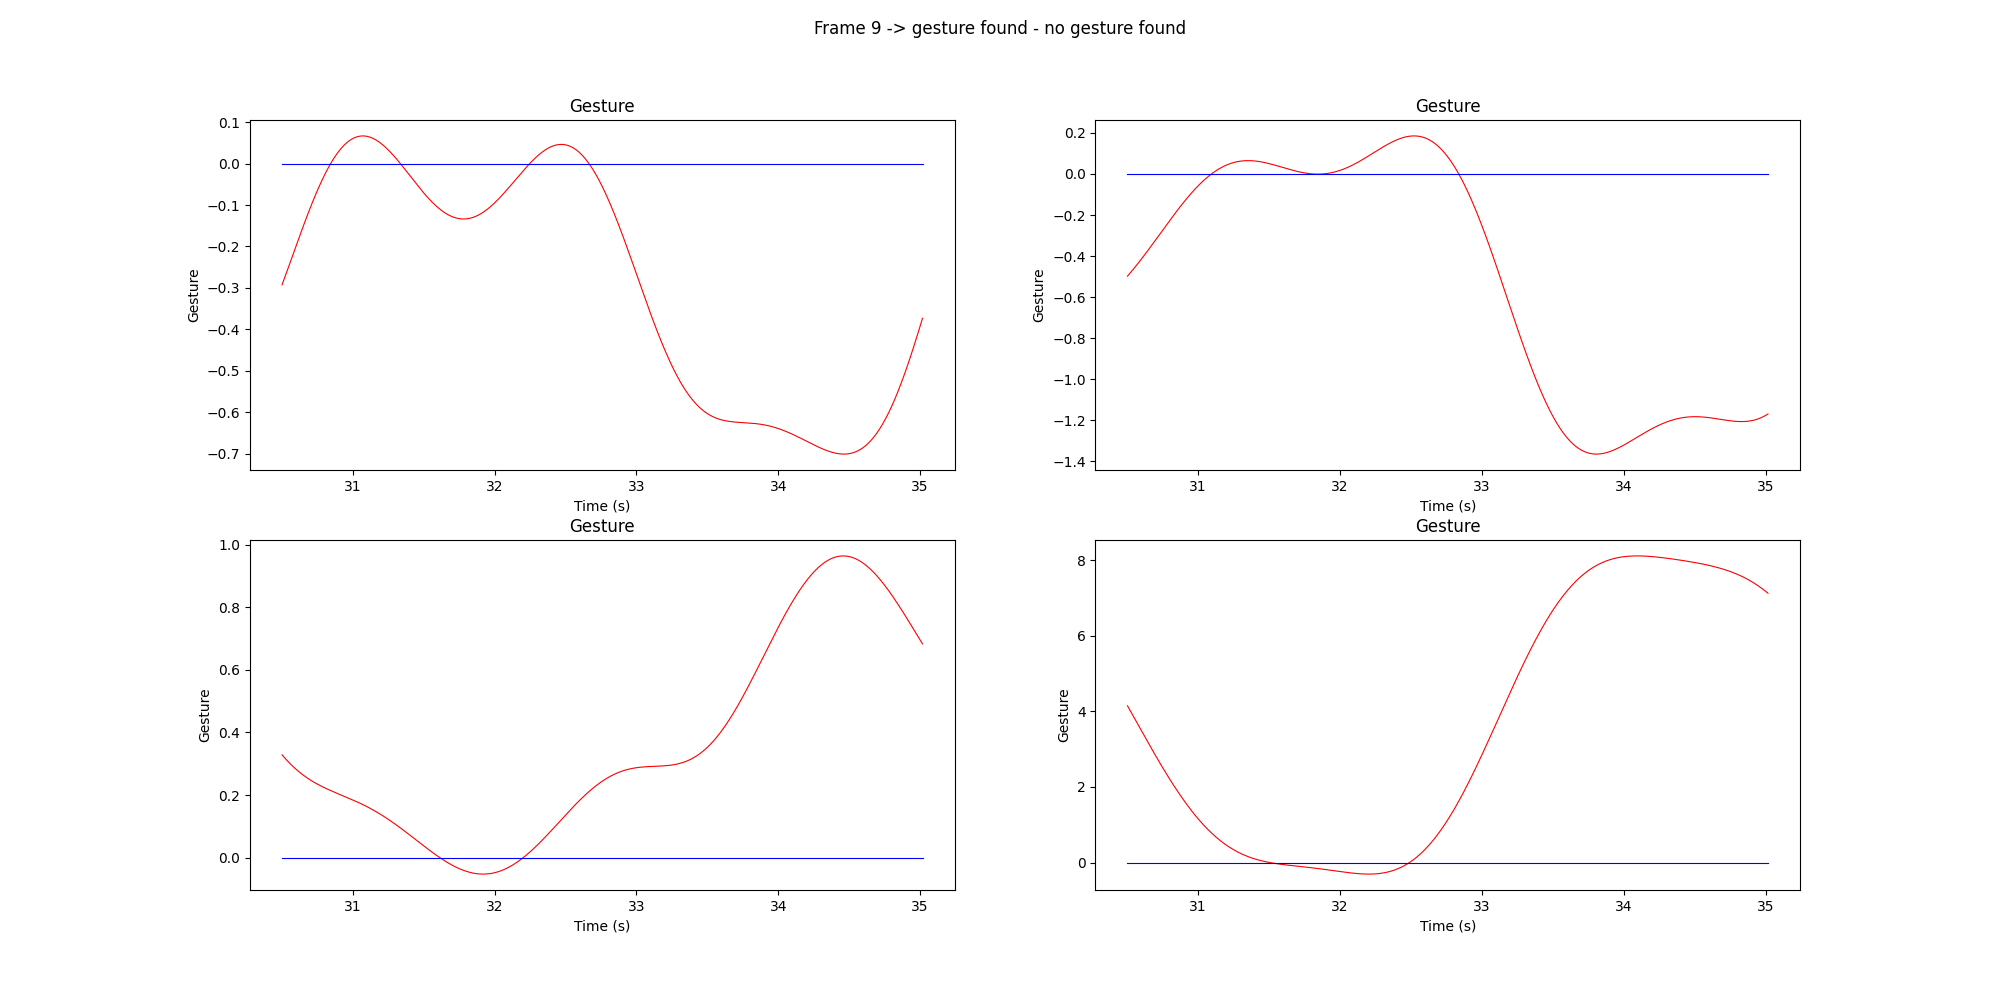 Frame 9 -> gesture found - no gesture found
Gesture
0.1
0.0
−0.1
−0.2
−0.3
−0.4
−0.5
−0.6
−0.7
Gesture
31 32 33 34 35
Time (s)
Gesture
0.2
0.0
−0.2
−0.4
−0.6
−0.8
−1.0
−1.2
−1.4
Gesture
31 32 33 34 35
Time (s)
Gesture
1.0
0.8
0.6
0.4
0.2
0.0
Gesture
31 32 33 34 35
Time (s)
Gesture
8
6
4
2
0
Gesture
31 32 33 34 35
Time (s)